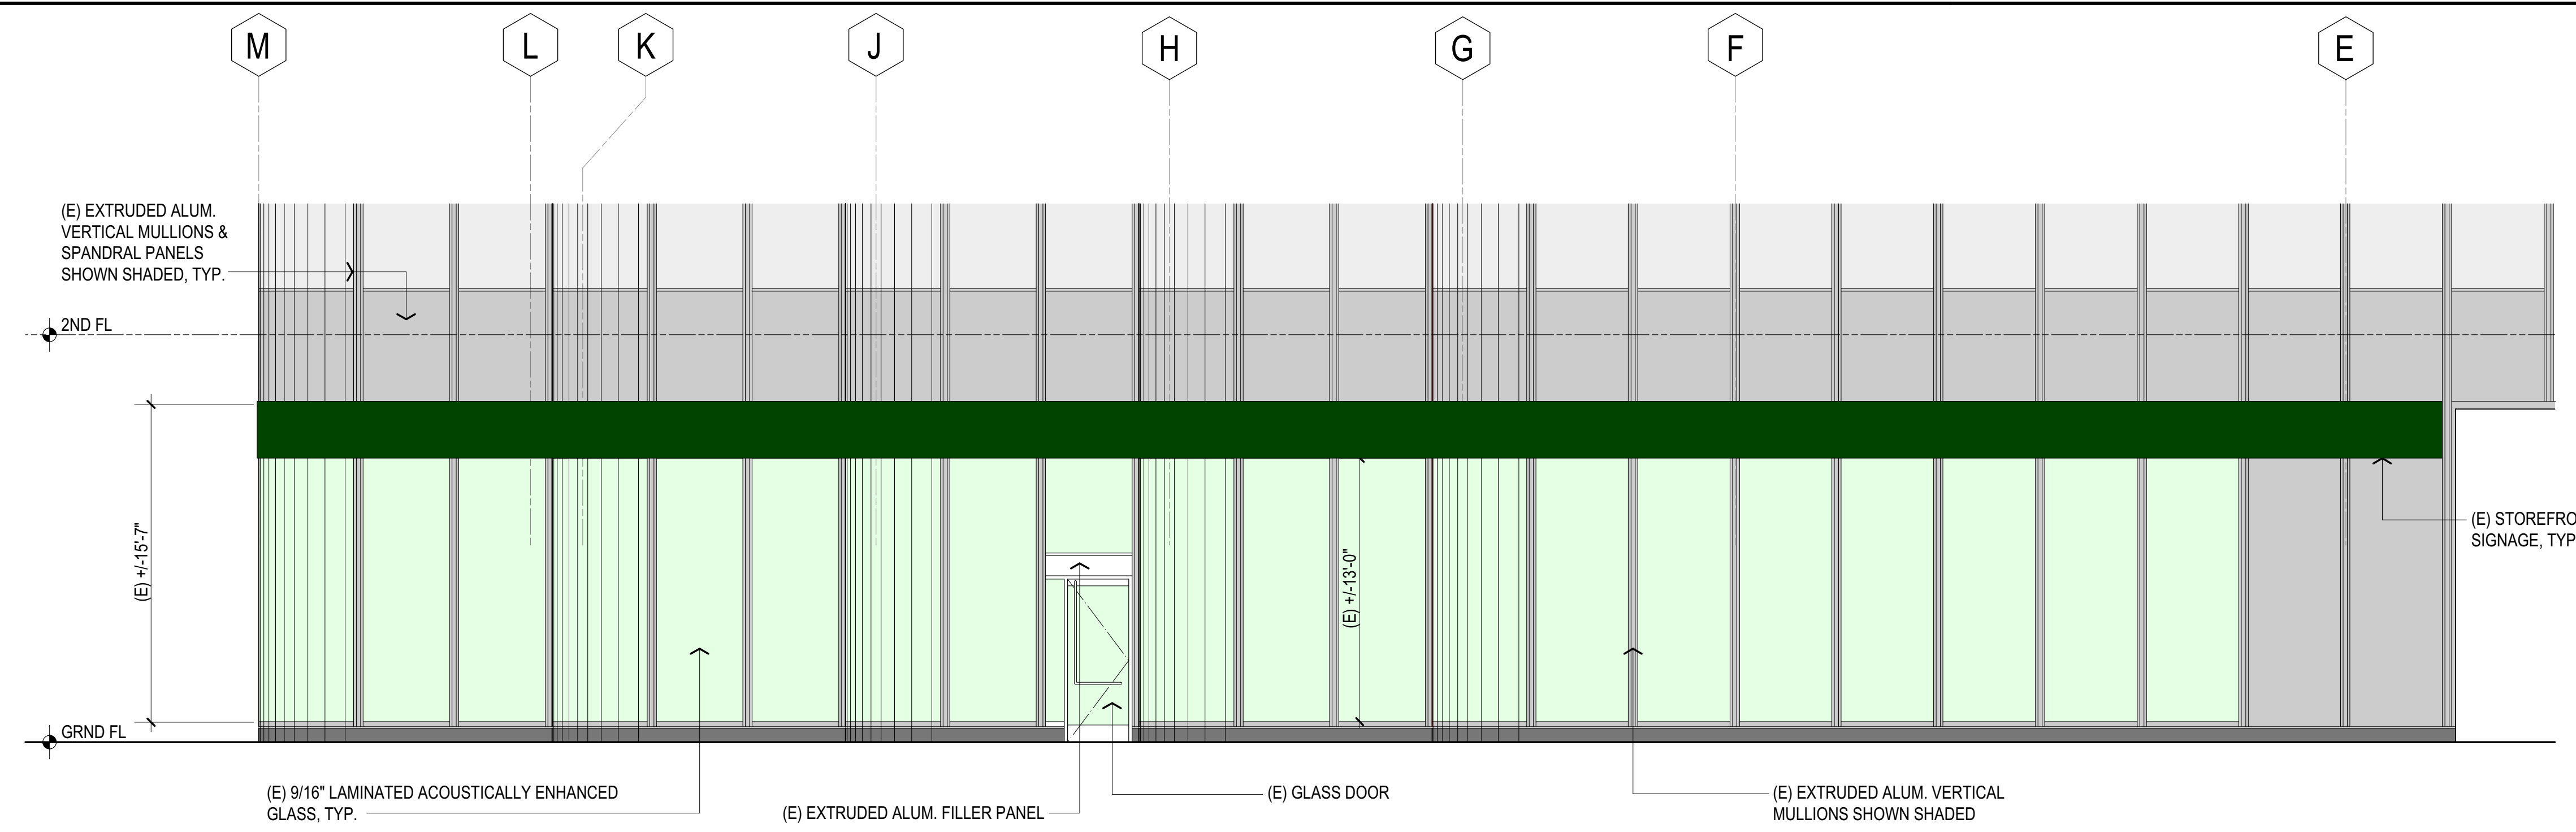 M L K J H G F E
(E) EXTRUDED ALUM.
VERTICAL MULLIONS &
SPANDRAL PANELS
SHOWN SHADED, TYP.
2ND FL
(E) +/-15'-7"
(E) +/-13'-0"
(E) STOREFRO
SIGNAGE, TYP
GRND FL
(E) 9/16" LAMINATED ACOUSTICALLY ENHANCED
GLASS, TYP.
(E) EXTRUDED ALUM. FILLER PANEL
(E) GLASS DOOR
(E) EXTRUDED ALUM. VERTICAL
MULLIONS SHOWN SHADED